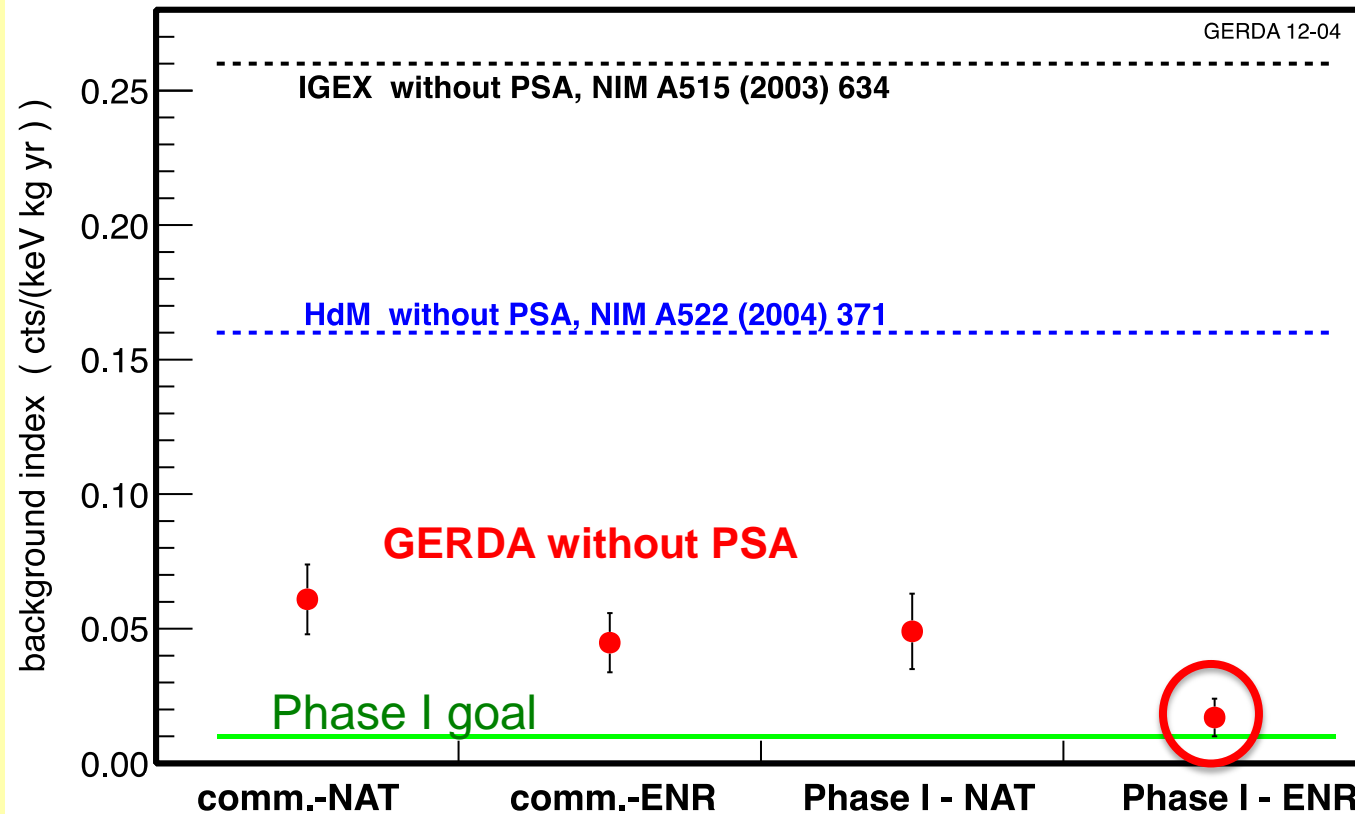 GERDA 12-04
IGEX without PSA, NIM A515 (2003) 634
0.25
0.20
HdM without PSA, NIM A522 (2004) 371
0.15
0.10
GERDA without PSA
0.05
Phase I goal
0.00
background index ( cts/(keV kg yr ) )
comm.-NAT comm.-ENR Phase I - NAT Phase I - ENR